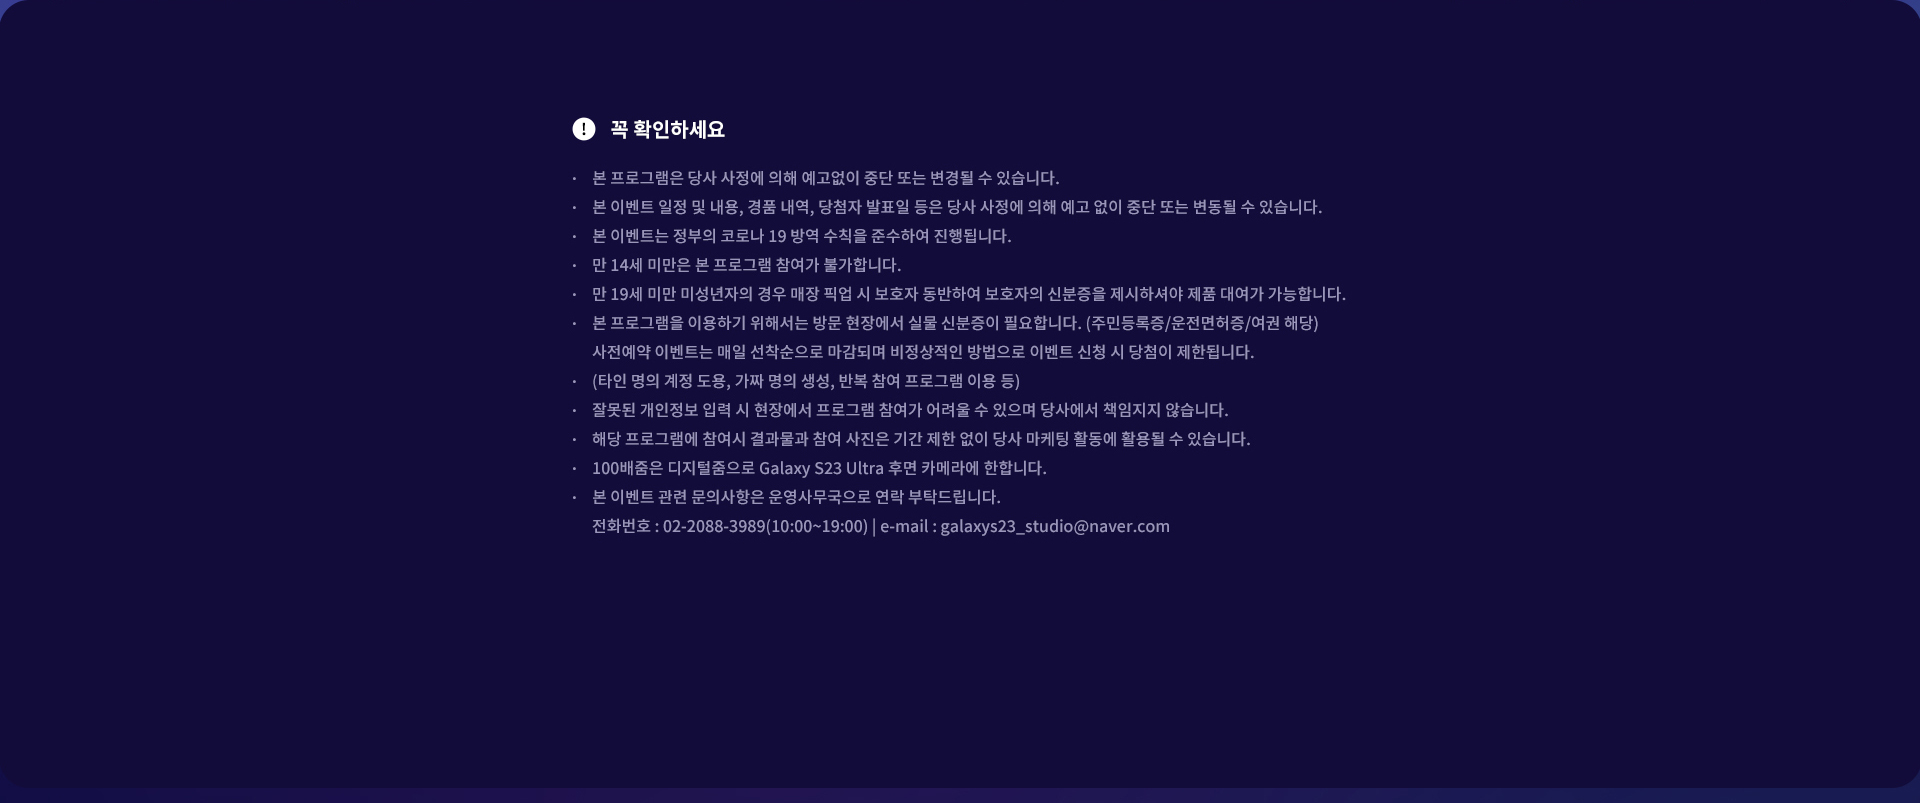 ! 꼭 확인하세요
· 본 프로그램은 당사 사정에 의해 예고없이 중단 또는 변경될 수 있습니다.
· 본 이벤트 일정 및 내용, 경품 내역, 당첨자 발표일 등은 당사 사정에 의해 예고 없이 중단 또는 변동될 수 있습니다.
· 본 이벤트는 정부의 코로나 19 방역 수칙을 준수하여 진행됩니다.
· 만 14세 미만은 본 프로그램 참여가 불가합니다.
· 만 19세 미만 미성년자의 경우 매장 픽업 시 보호자 동반하여 보호자의 신분증을 제시하셔야 제품 대여가 가능합니다.
· 본 프로그램을 이용하기 위해서는 방문 현장에서 실물 신분증이 필요합니다. (주민등록증/운전면허증/여권 해당)
사전예약 이벤트는 매일 선착순으로 마감되며 비정상적인 방법으로 이벤트 신청 시 당첨이 제한됩니다.
· (타인 명의 계정 도용, 가짜 명의 생성, 반복 참여 프로그램 이용 등)
· 잘못된 개인정보 입력 시 현장에서 프로그램 참여가 어려울 수 있으며 당사에서 책임지지 않습니다.
· 해당 프로그램에 참여시 결과물과 참여 사진은 기간 제한 없이 당사 마케팅 활동에 활용될 수 있습니다.
· 100배줌은 디지털줌으로 Galaxy S23 Ultra 후면 카메라에 한합니다.
· 본 이벤트 관련 문의사항은 운영사무국으로 연락 부탁드립니다.
전화번호 : 02-2088-3989(10:00~19:00) | e-mail : galaxys23_studio@naver.com